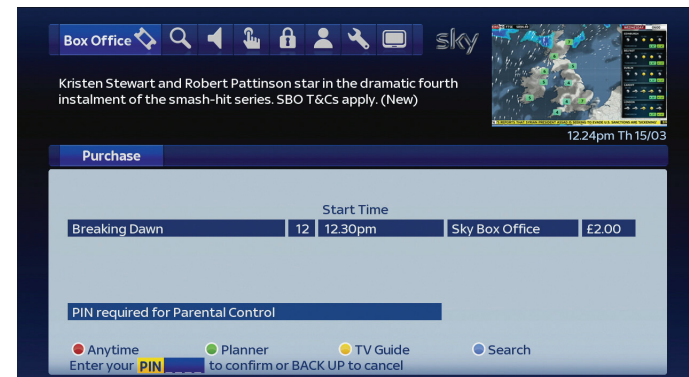 Box Office
sky
Kristen Stewart and Robert Pattinson star in the dramatic fourth
instalment of the smash-hit series. SBO T&Cs apply. (New)
12.24pm Th 15/03
Purchase
Start Time
Breaking Dawn 12 12.30pm Sky Box Office £2.00
PIN required for Parental Control
Anytime Planner TV Guide Search
Enter your PIN to confirm or BACK UP to cancel